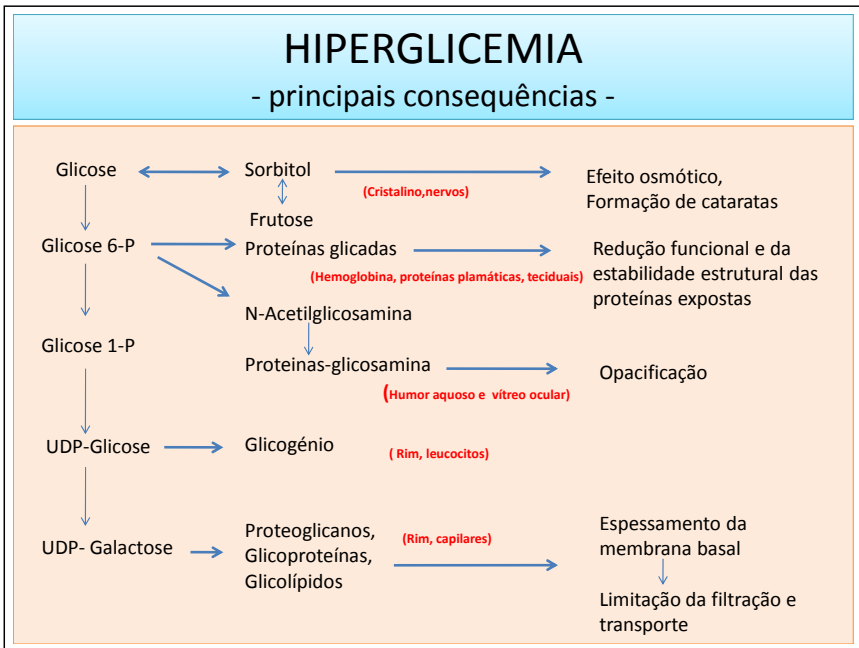 HIPERGLICEMIA
- principais consequências -
Glicose
Sorbitol
(Cristalino,nervos)
Efeito osmótico,
Formação de cataratas
Frutose
Glicose 6-P
Proteínas glicadas
(Hemoglobina, proteínas plamáticas, teciduais)
Redução funcional e da
estabilidade estrutural das
proteínas expostas
N-Acetilglicosamina
Glicose 1-P
Proteinas-glicosamina
(Humor aquoso e vítreo ocular)
Opacificação
UDP-Glicose
Glicogénio
( Rim, leucocitos)
UDP- Galactose
Proteoglicanos,
Glicoproteínas,
Glicolípidos
(Rim, capilares)
Espessamento da
membrana basal
Limitação da filtração e
transporte